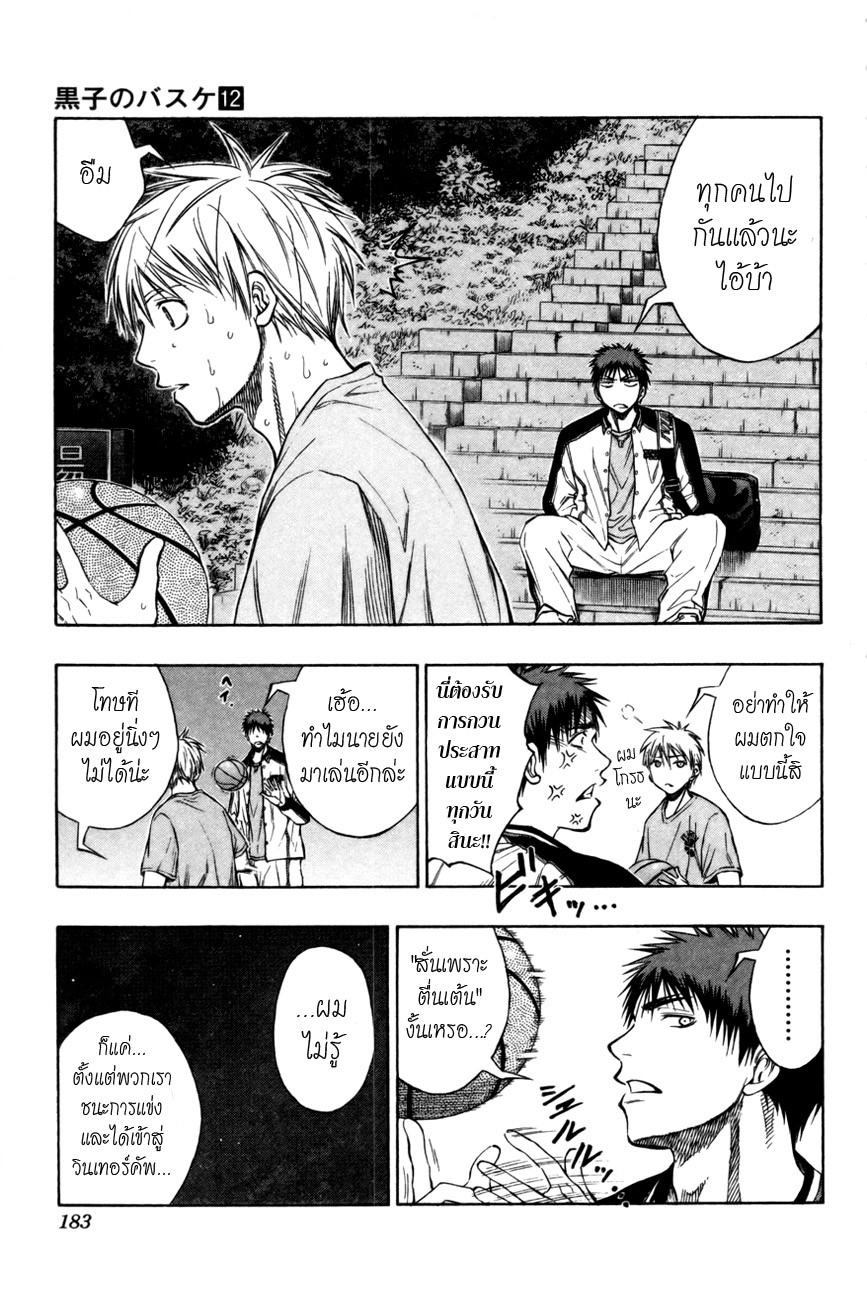 黒子のバスケ12
ทุกคนไป
กันแล้วนะ
ไอ้บ้า
อืม
อย่าทำให้
ผมตกใจ
แบบนี้สิ
ผม
โกรธ
นะ
นี่ต้องรับ
การกวน
ประสาท
แบบนี้
ทุกวัน
สินะ!!
ビキッ...
เฮ้อ...
ทำไมนายยัง
มาเล่นอีกล่ะ
โทษที
ผมอยู่นิ่งๆ
ไม่ได้น่ะ
.........
"สั่นเพราะ
ตื่นเต้น"
งั้นเหรอ...?
シュルルルッ...
...ผม
ไม่รู้
ก็แค่...
ตั้งแต่พวกเรา
ชนะการแข่ง
และได้เข้าสู่
วินเทอร์คัพ...
183